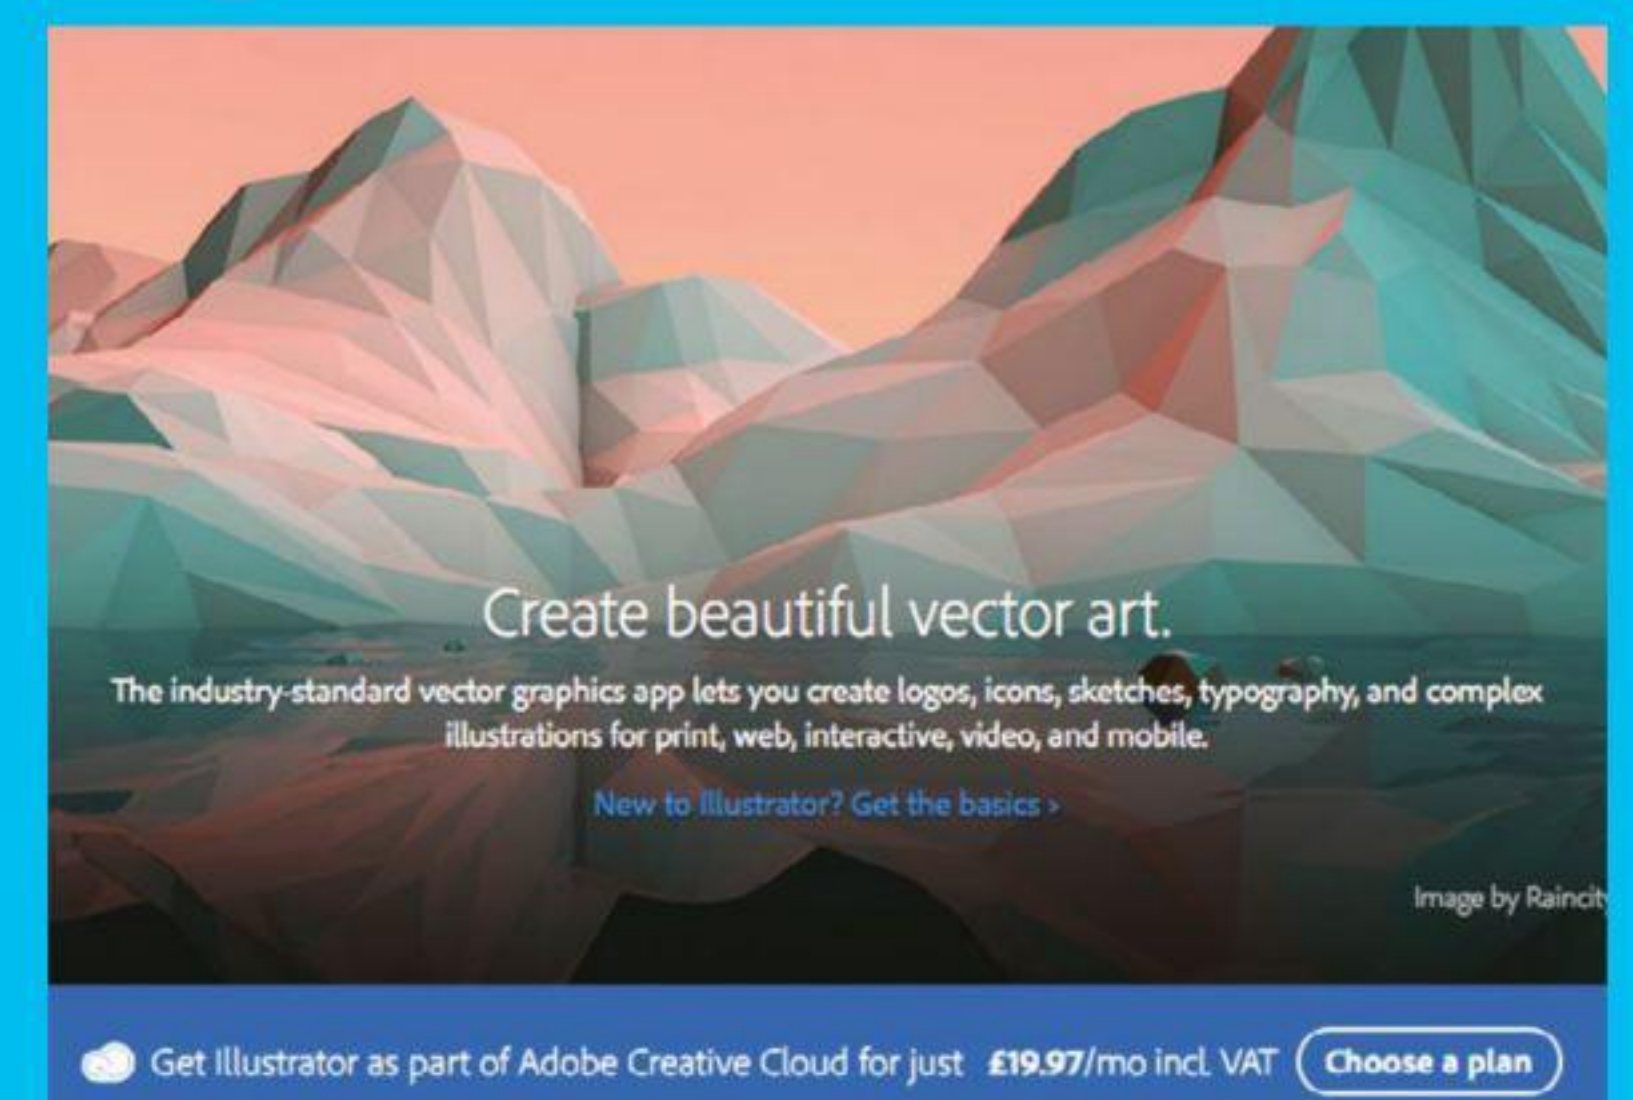 Create beautiful vector art.
The industry-standard vector graphics app lets you create logos, icons, sketches, typography, and complex
illustrations for print, web, interactive, video, and mobile.
New to Illustrator? Get the basics >
Image by Raincit
Get Illustrator as part of Adobe Creative Cloud for just £19.97/mo incl. VAT Choose a plan